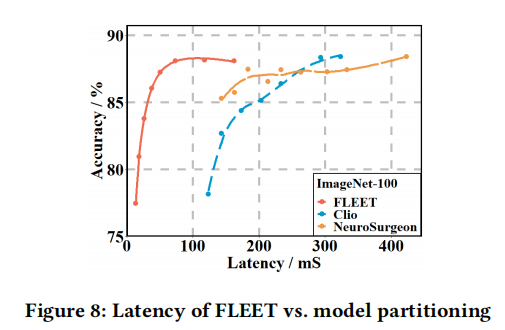 90
85
80
75
Accuracy / %
0
100
200
300
400
Latency / mS
ImageNet-100
FLEET
Clio
NeuroSurgeon
Figure 8: Latency of FLEET vs. model partitioning